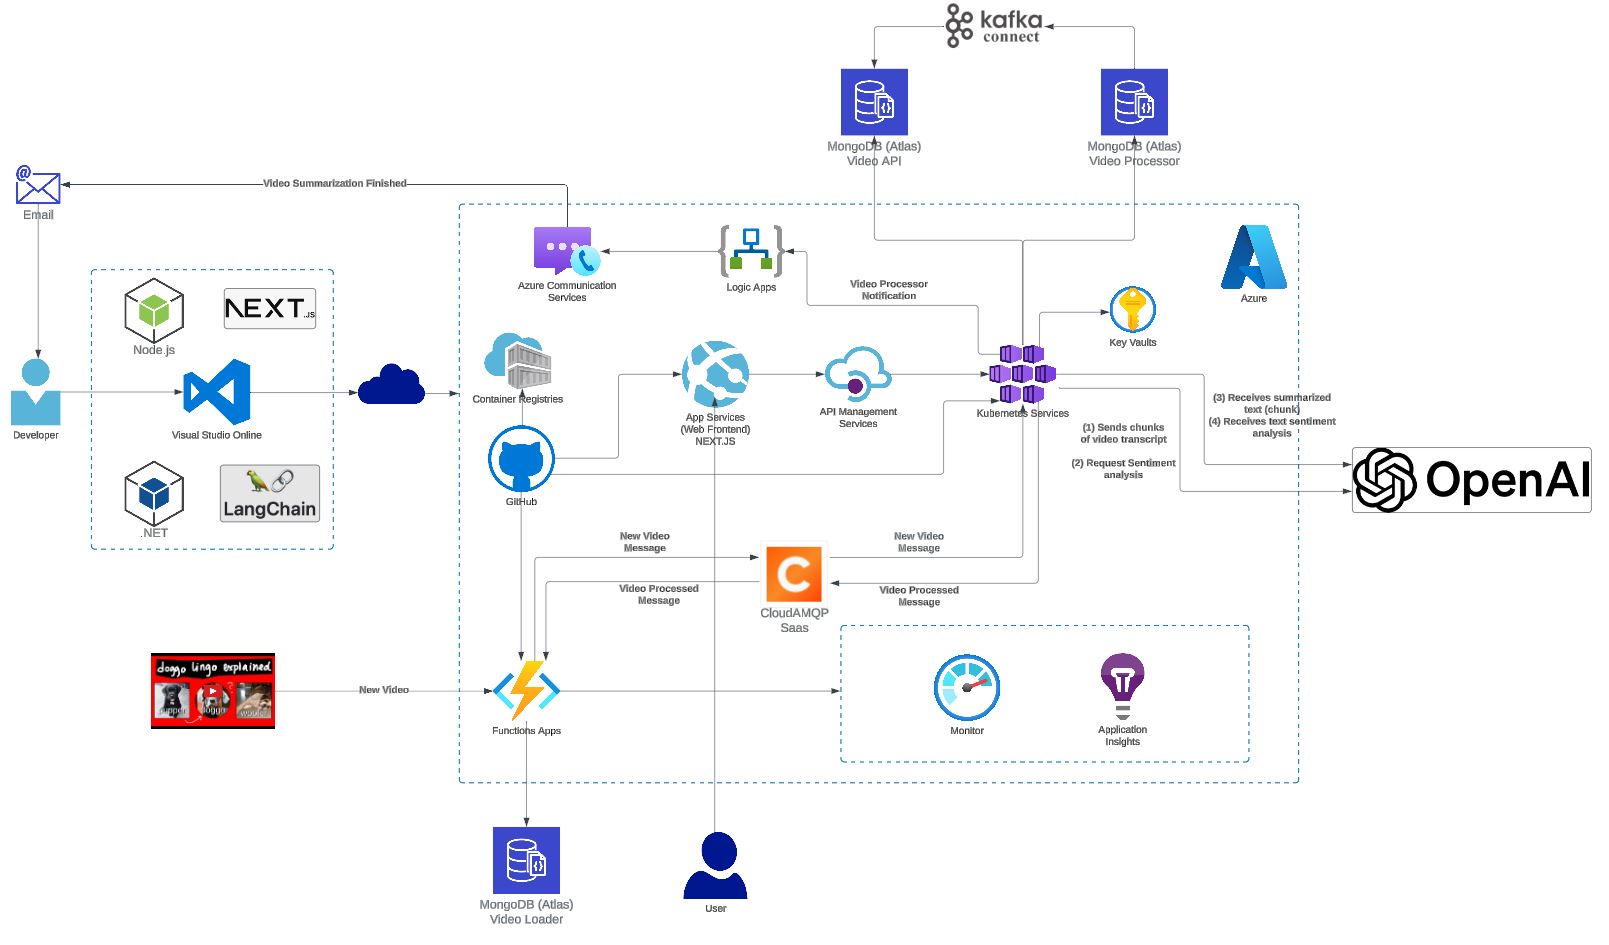 kafka
connect
MongoDB (Atlas)
Video API
MongoDB (Atlas)
Video Processor
@
Email
Video Summarization Finished
Azure Communication
Services
Logic Apps
Video Processor
Notification
Azure
Key Vaults
Node.js
NEXT.JS
Developer
Visual Studio Online
.NET
LangChain
Container Registries
GitHub
App Services
(Web Frontend)
NEXT.JS
API Management
Services
Kubernetes Services
(1) Sends chunks
of video transcript
(2) Request Sentiment
analysis
(3) Receives summarized
text (chunk)
(4) Receives text sentiment
analysis
OpenAI
New Video
Message
New Video
Message
Video Processed
Message
Video Processed
Message
C
CloudAMQP
Saas
doggo lingo explained
pupper
doggo
woofer
New Video
Functions Apps
Monitor
Application
Insights
MongoDB (Atlas)
Video Loader
User